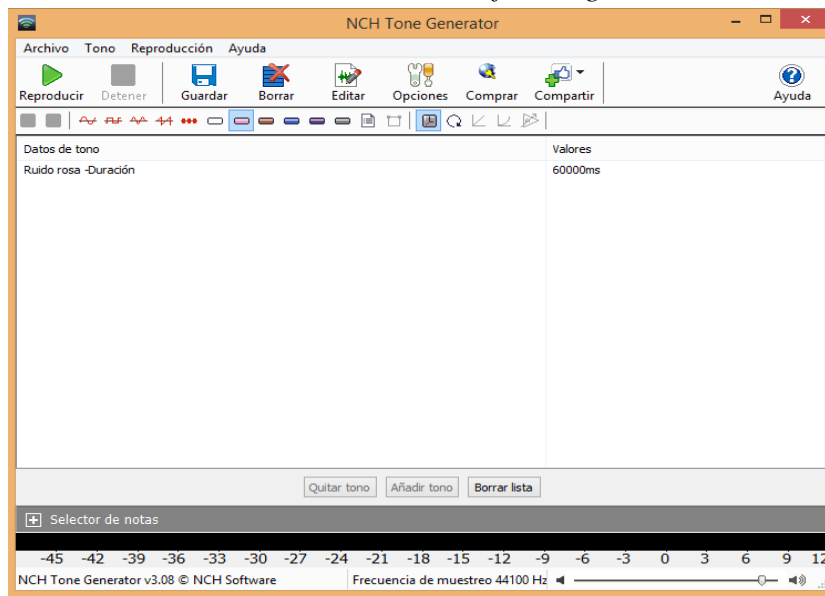 NCH Tone Generator
Archivo Tono Reproducción Ayuda
Reproducir Detener Guardar Borrar Editar Opciones Comprar Compartir Ayuda
Datos de tono Valores
Ruido rosa -Duración 60000ms
Quitar tono Añadir tono Borrar lista
Selector de notas
-45 -42 -39 -36 -33 -30 -27 -24 -21 -18 -15 -12 -9 -6 -3 0 3 6 9 12
NCH Tone Generator v3.08 © NCH Software Frecuencia de muestreo 44100 Hz